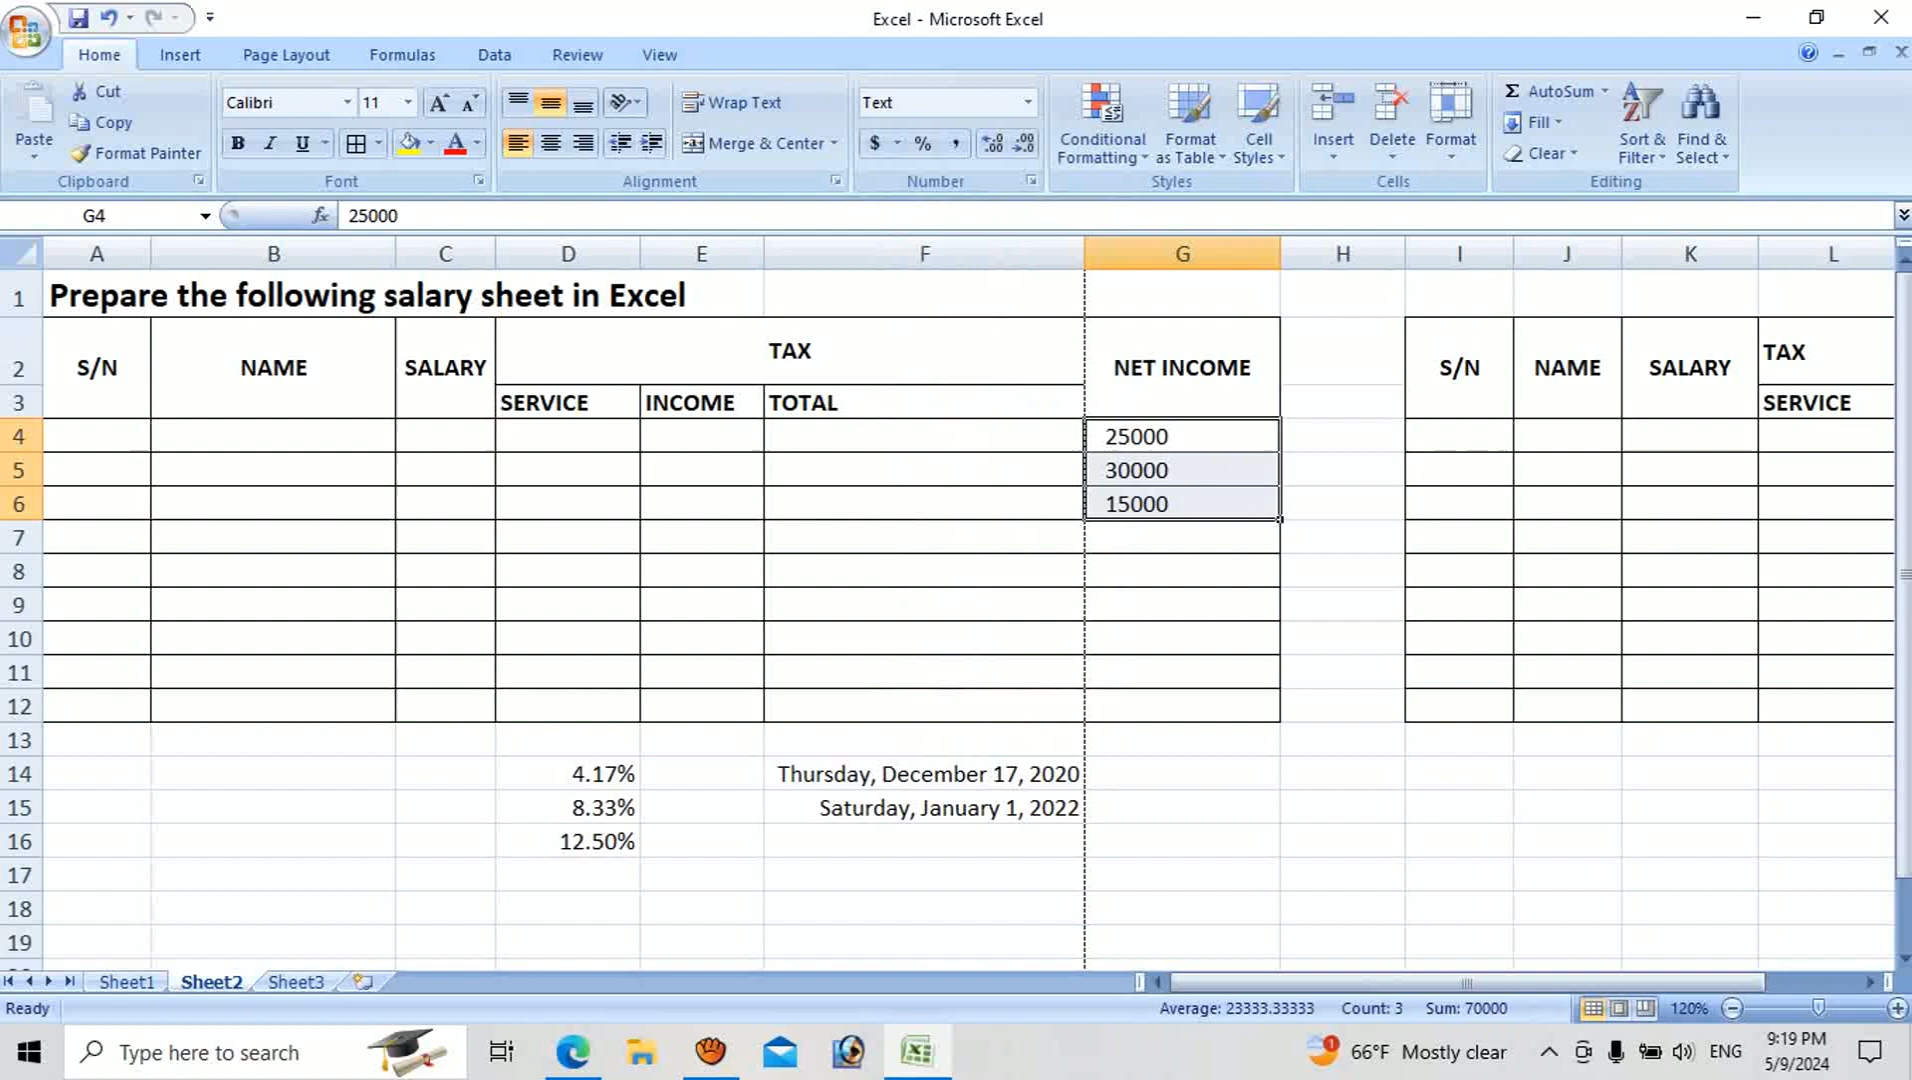 Excel - Microsoft Excel
Home Insert Page Layout Formulas Data Review View
Paste
Cut
Copy
Format Painter
Clipboard
Calibri 11
B I U
A
Font
Wrap Text
Merge & Center
Alignment
Text
$ % ,
Number
Conditional Formatting
Format as Table
Cell Styles
Styles
Insert Delete Format
Cells
Σ AutoSum
Fill
Clear
Sort & Filter
Find & Select
Editing
G4 fx 25000
A B C D E F G H I J K L
1 Prepare the following salary sheet in Excel
2 S/N NAME SALARY TAX NET INCOME S/N NAME SALARY TAX
3 SERVICE INCOME TOTAL SERVICE
4 25000
5 30000
6 15000
7
8
9
10
11
12
13
14 4.17% Thursday, December 17, 2020
15 8.33% Saturday, January 1, 2022
16 12.50%
17
18
19
Sheet1 Sheet2 Sheet3
Ready Average: 23333.33333 Count: 3 Sum: 70000 120%
Type here to search
1 66°F Mostly clear ENG
9:19 PM
5/9/2024